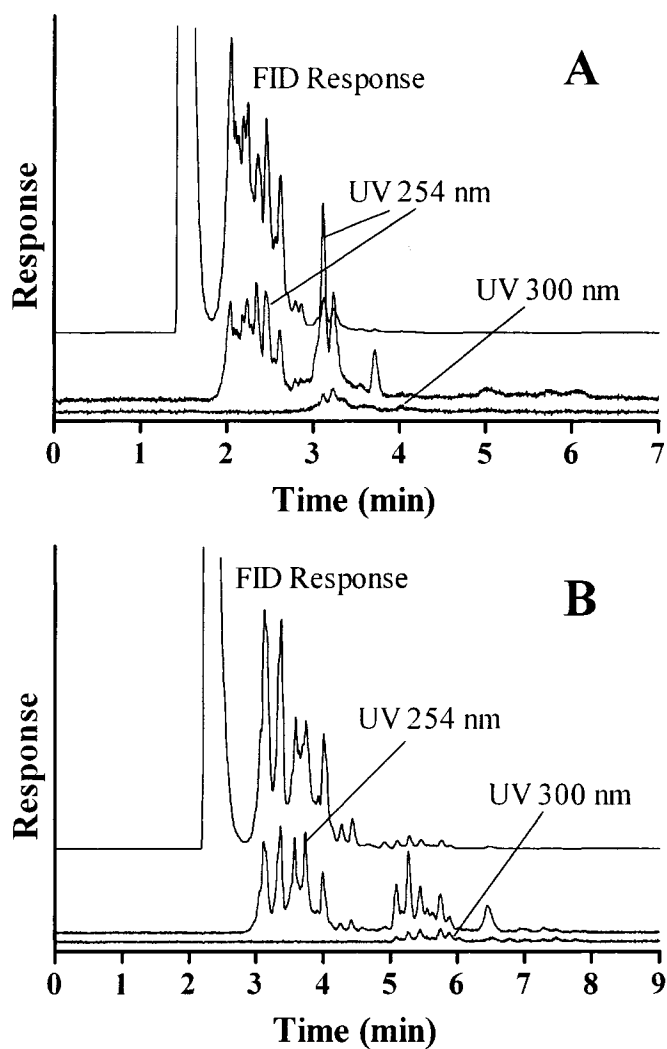 A
FID Response
UV 254 nm
UV 300 nm
Response
0 1 2 3 4 5 6 7
Time (min)
B
FID Response
UV 254 nm
UV 300 nm
Response
0 1 2 3 4 5 6 7 8 9
Time (min)